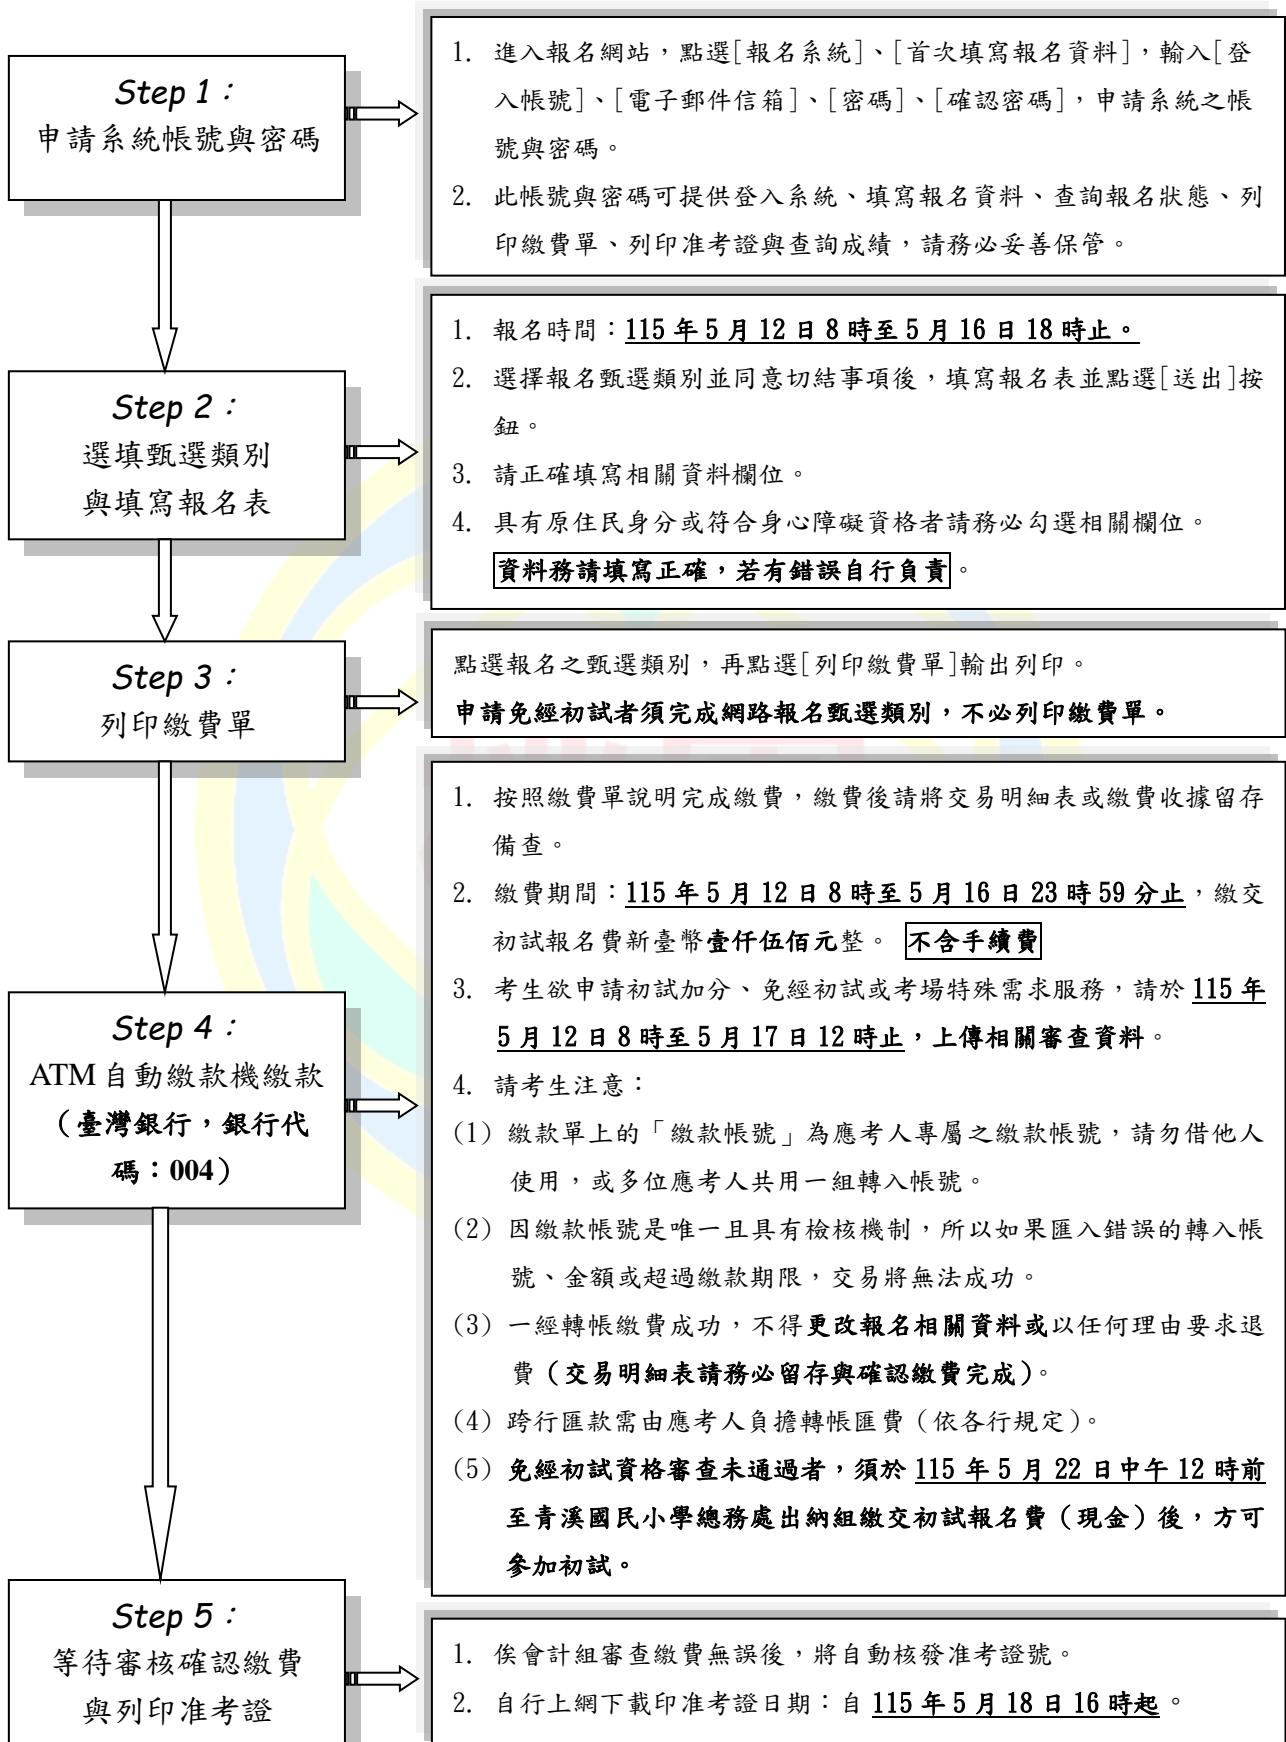 Step 1：
申請系統帳號與密碼
1. 進入報名網站，點選[報名系統]、[首次填寫報名資料]，輸入[登
入帳號]、[電子郵件信箱]、[密碼]、[確認密碼]，申請系統之帳
號與密碼。
2. 此帳號與密碼可提供登入系統、填寫報名資料、查詢報名狀態、列
印繳費單、列印准考證與查詢成績，請務必妥善保管。
Step 2：
選填甄選類別
與填寫報名表
1. 報名時間：115 年 5 月 12 日 8 時至 5 月 16 日 18 時止。
2. 選擇報名甄選類別並同意切結事項後，填寫報名表並點選[送出]按
鈕。
3. 請正確填寫相關資料欄位。
4. 具有原住民身分或符合身心障礙資格者請務必勾選相關欄位。
資料務請填寫正確，若有錯誤自行負責。
Step 3：
列印繳費單
點選報名之甄選類別，再點選[列印繳費單]輸出列印。
申請免經初試者須完成網路報名甄選類別，不必列印繳費單。
Step 4：
ATM 自動繳款機繳款
（臺灣銀行，銀行代
碼：004）
1. 按照繳費單說明完成繳費，繳費後請將交易明細表或繳費收據留存
備查。
2. 繳費期間：115 年 5 月 12 日 8 時至 5 月 16 日 23 時 59 分止，繳交
初試報名費新臺幣壹仟伍佰元整。 不含手續費
3. 考生欲申請初試加分、免經初試或考場特殊需求服務，請於 115 年
5 月 12 日 8 時至 5 月 17 日 12 時止，上傳相關審查資料。
4. 請考生注意：
(1) 繳款單上的「繳款帳號」為應考人專屬之繳款帳號，請勿借他人
使用，或多位應考人共用一組轉入帳號。
(2) 因繳款帳號是唯一且具有檢核機制，所以如果匯入錯誤的轉入帳
號、金額或超過繳款期限，交易將無法成功。
(3) 一經轉帳繳費成功，不得更改報名相關資料或以任何理由要求退
費（交易明細表請務必留存與確認繳費完成）。
(4) 跨行匯款需由應考人負擔轉帳匯費（依各行規定）。
(5) 免經初試資格審查未通過者，須於 115 年 5 月 22 日中午 12 時前
至青溪國民小學總務處出納組繳交初試報名費（現金）後，方可
參加初試。
Step 5：
等待審核確認繳費
與列印准考證
1. 俟會計組審查繳費無誤後，將自動核發准考證號。
2. 自行上網下載印准考證日期：自 115 年 5 月 18 日 16 時起。